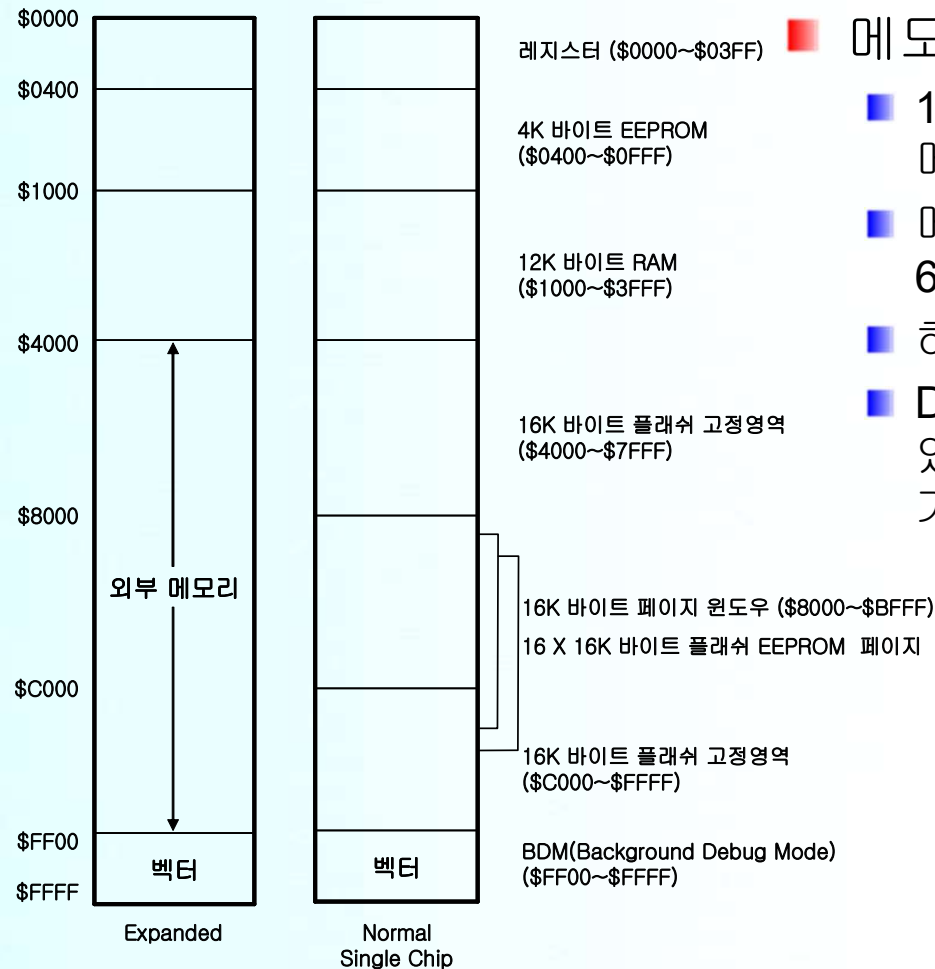 $0000
$0400
$1000
$4000
$8000
$C000
$FF00
$FFFF
외부 메모리
벡터
Expanded
벡터
Normal
Single Chip
레지스터 ($0000~$03FF)
4K 바이트 EEPROM
($0400~$0FFF)
12K 바이트 RAM
($1000~$3FFF)
16K 바이트 플래쉬 고정영역
($4000~$7FFF)
16K 바이트 페이지 윈도우 ($8000~$BFFF)
16 X 16K 바이트 플래쉬 EEPROM 페이지
16K 바이트 플래쉬 고정영역
($C000~$FFFF)
BDM(Background Debug Mode)
($FF00~$FFFF)